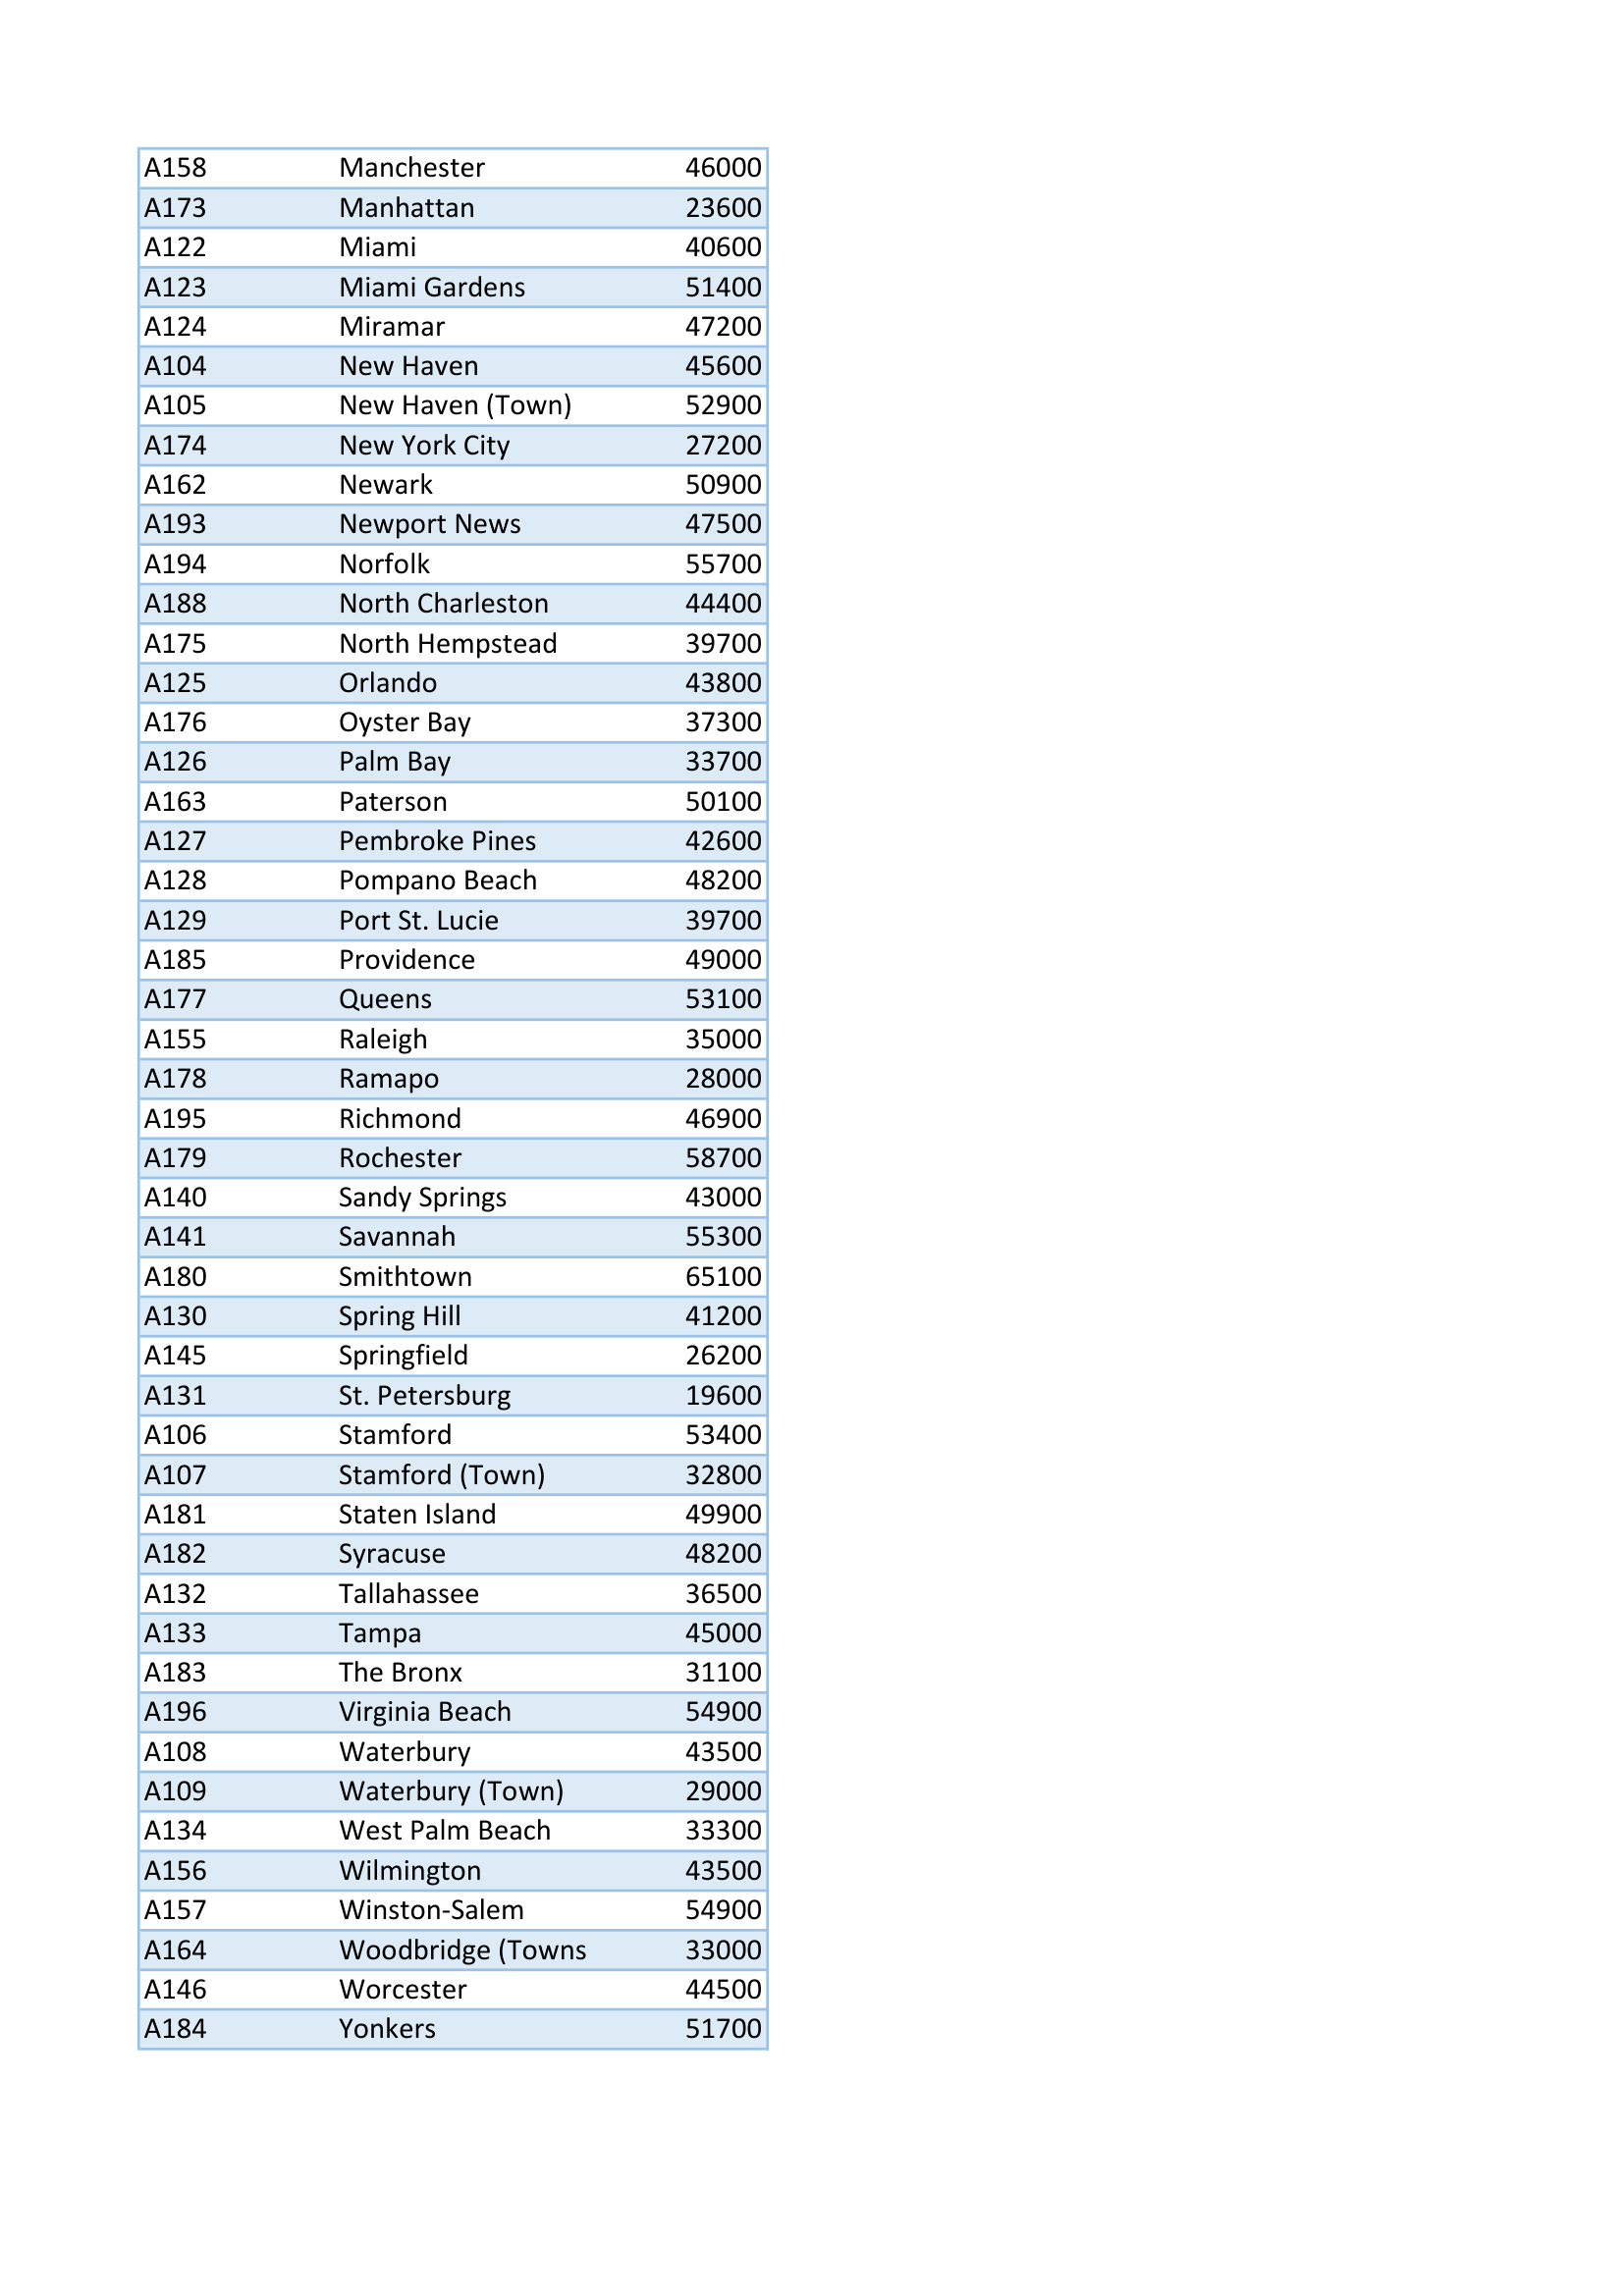 A158 Manchester 46000
A173 Manhattan 23600
A122 Miami 40600
A123 Miami Gardens 51400
A124 Miramar 47200
A104 New Haven 45600
A105 New Haven (Town) 52900
A174 New York City 27200
A162 Newark 50900
A193 Newport News 47500
A194 Norfolk 55700
A188 North Charleston 44400
A175 North Hempstead 39700
A125 Orlando 43800
A176 Oyster Bay 37300
A126 Palm Bay 33700
A163 Paterson 50100
A127 Pembroke Pines 42600
A128 Pompano Beach 48200
A129 Port St. Lucie 39700
A185 Providence 49000
A177 Queens 53100
A155 Raleigh 35000
A178 Ramapo 28000
A195 Richmond 46900
A179 Rochester 58700
A140 Sandy Springs 43000
A141 Savannah 55300
A180 Smithtown 65100
A130 Spring Hill 41200
A145 Springfield 26200
A131 St. Petersburg 19600
A106 Stamford 53400
A107 Stamford (Town) 32800
A181 Staten Island 49900
A182 Syracuse 48200
A132 Tallahassee 36500
A133 Tampa 45000
A183 The Bronx 31100
A196 Virginia Beach 54900
A108 Waterbury 43500
A109 Waterbury (Town) 29000
A134 West Palm Beach 33300
A156 Wilmington 43500
A157 Winston-Salem 54900
A164 Woodbridge (Towns 33000
A146 Worcester 44500
A184 Yonkers 51700